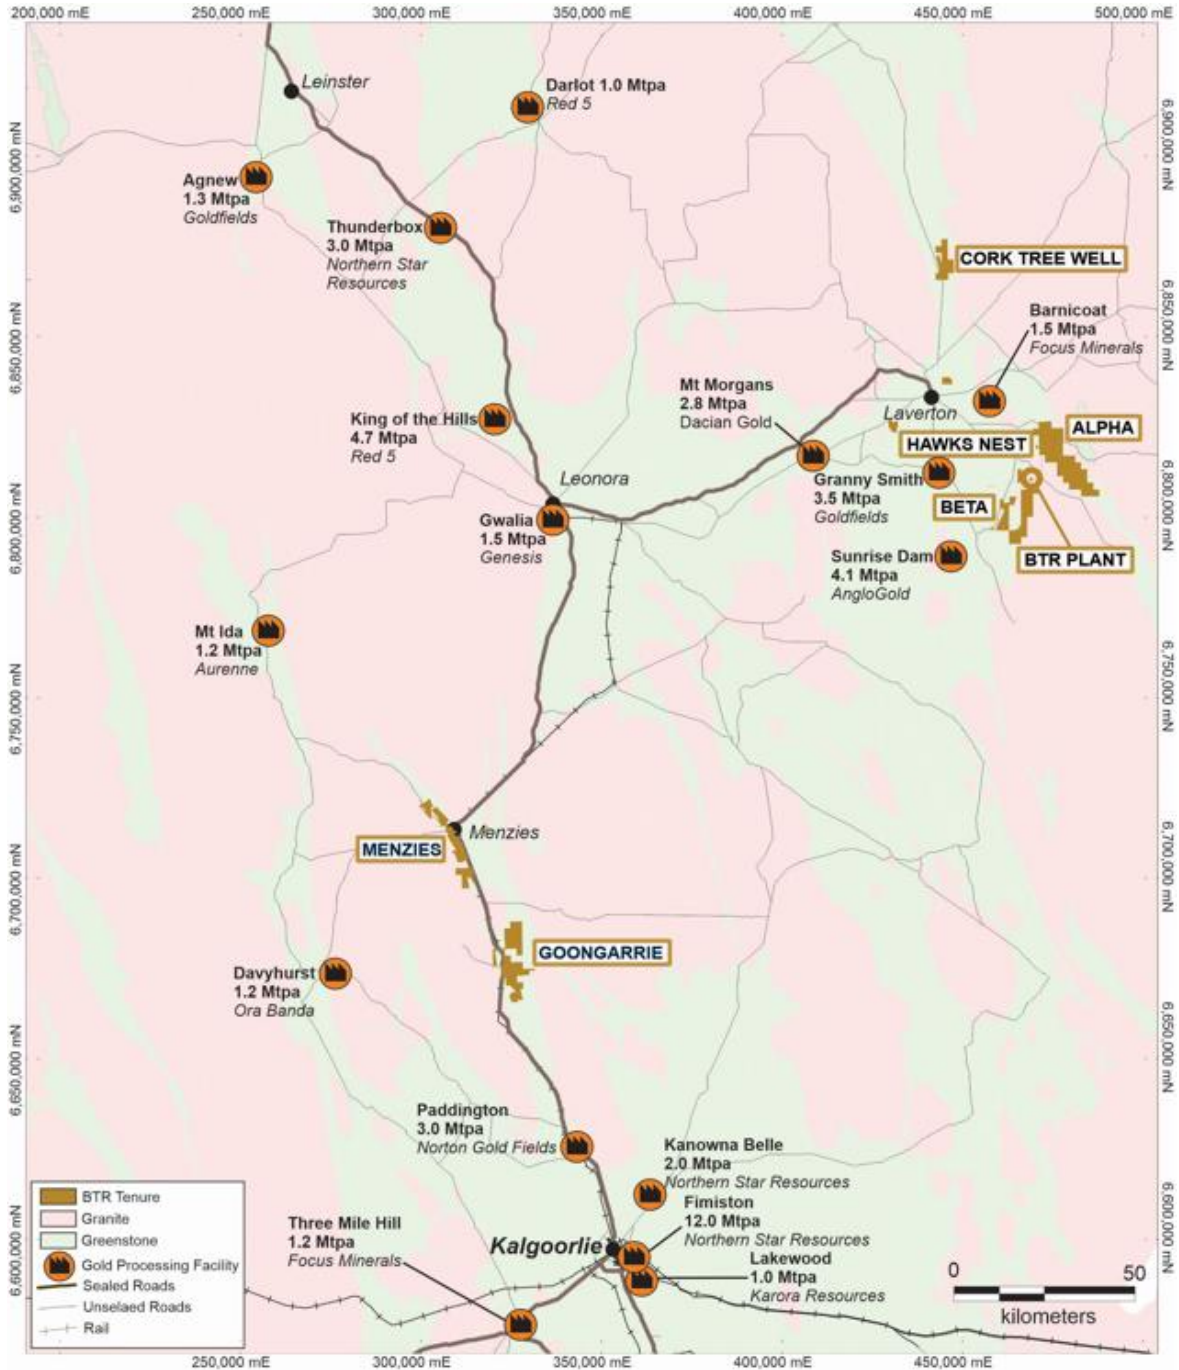 200,000 mE
250,000 mE
300,000 mE
350,000 mE
400,000 mE
450,000 mE
500,000 mE
Leinster
Darlot 1.0 Mtpa
Red 5
6,900,000 mN
6,900,000 mN
Agnew
1.3 Mtpa
Goldfields
Thunderbox
3.0 Mtpa
Northern Star
Resources
CORK TREE WELL
Barnicoat
1.5 Mtpa
Focus Minerals
6,850,000 mN
6,850,000 mN
Mt Morgans
2.8 Mtpa
Dacian Gold
Laverton
King of the Hills
4.7 Mtpa
Red 5
ALPHA
HAWKS NEST
Leonora
Granny Smith
3.5 Mtpa
Goldfields
BETA
Gwalia
1.5 Mtpa
Genesis
6,800,000 mN
6,800,000 mN
Sunrise Dam
4.1 Mtpa
AngloGold
BTR PLANT
Mt Ida
1.2 Mtpa
Aurenne
6,750,000 mN
6,750,000 mN
Menzies
MENZIES
6,700,000 mN
6,700,000 mN
GOONGARRIE
Davyhurst
1.2 Mtpa
Ora Banda
6,650,000 mN
6,650,000 mN
Paddington
3.0 Mtpa
Norton Gold Fields
Kanowna Belle
2.0 Mtpa
Northern Star Resources
Fimiston
12.0 Mtpa
Northern Star Resources
6,600,000 mN
6,600,000 mN
Three Mile Hill
1.2 Mtpa
Focus Minerals
Kalgoorlie
Lakewood
1.0 Mtpa
Karora Resources
BTR Tenure
Granite
Greenstone
Gold Processing Facility
Sealed Roads
Unselaed Roads
Rail
0
50
kilometers
250,000 mE
300,000 mE
350,000 mE
400,000 mE
450,000 mE